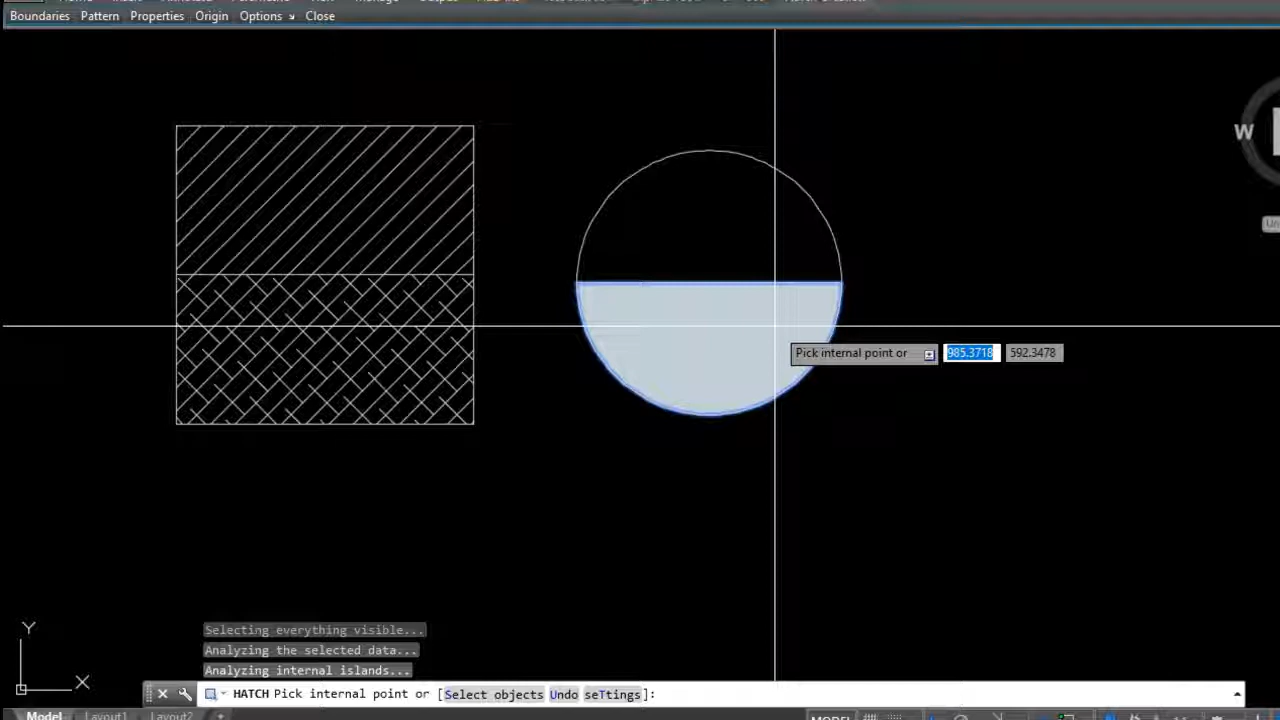 Boundaries Pattern Properties Origin Options Close
W
Pick internal point or 985.3718 592.3478
Selecting everything visible...
Analyzing the selected data...
Analyzing internal islands...
Y
X
HATCH Pick internal point or [Select objects Undo seTtings]:
Model Layout1 Layout2 +
MODEL